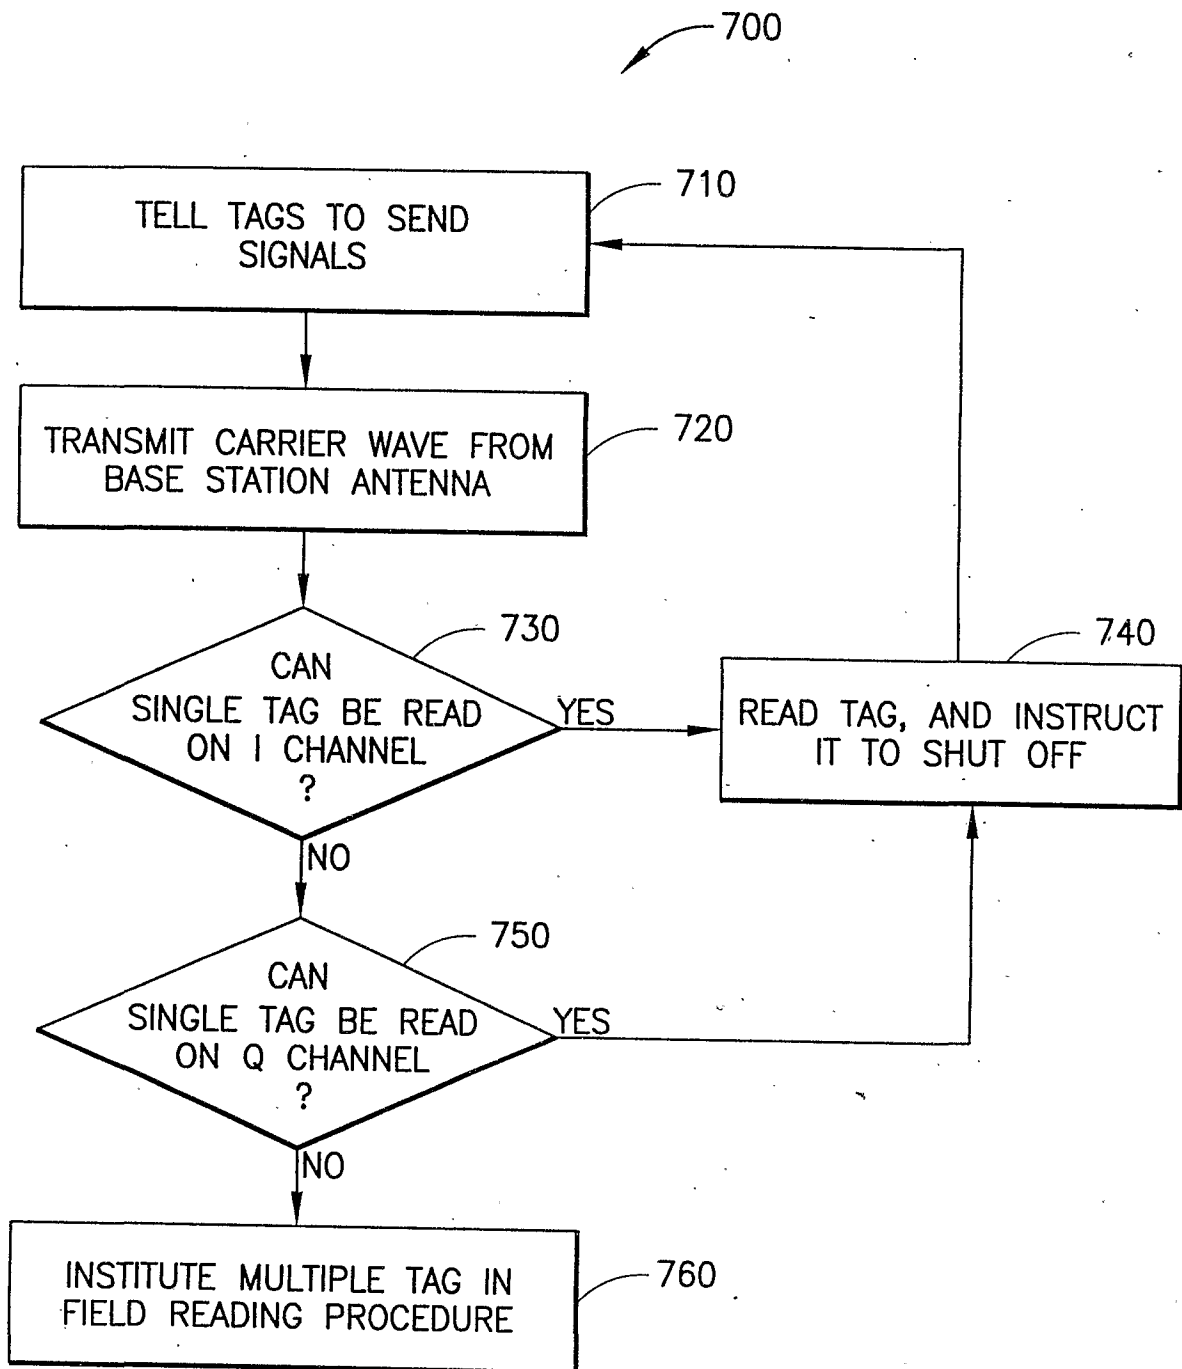 700
TELL TAGS TO SEND
SIGNALS
710
TRANSMIT CARRIER WAVE FROM
BASE STATION ANTENNA
720
CAN
SINGLE TAG BE READ
ON I CHANNEL
?
730
YES
NO
READ TAG, AND INSTRUCT
IT TO SHUT OFF
740
CAN
SINGLE TAG BE READ
ON Q CHANNEL
?
750
YES
NO
INSTITUTE MULTIPLE TAG IN
FIELD READING PROCEDURE
760